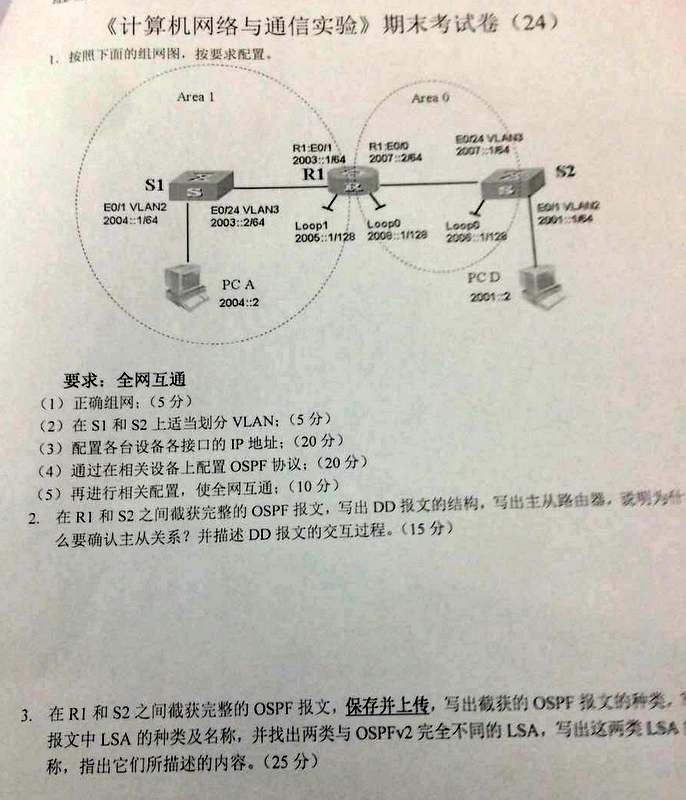 《计算机网络与通信实验》期末考试卷（24）
1. 按照下面的组网图，按要求配置。
Area 1
Area 0
R1:E0/1
2003::1/64
R1:E0/0
2007::2/64
E0/24 VLAN3
2007::1/64
S1
R1
S2
E0/1 VLAN2
2004::1/64
E0/24 VLAN3
2003::2/64
Loop1
2005::1/128
Loop0
2008::1/128
Loop0
2006::1/128
E0/1 VLAN2
2001::1/64
PC A
2004::2
PC D
2001::2
要求：全网互通
（1）正确组网；（5 分）
（2）在 S1 和 S2 上适当划分 VLAN；（5 分）
（3）配置各台设备各接口的 IP 地址；（20 分）
（4）通过在相关设备上配置 OSPF 协议；（20 分）
（5）再进行相关配置，使全网互通；（10 分）
2. 在 R1 和 S2 之间截获完整的 OSPF 报文，写出 DD 报文的结构，写出主从路由器，说明为什
么要确认主从关系？并描述 DD 报文的交互过程。（15 分）
3. 在 R1 和 S2 之间截获完整的 OSPF 报文，保存并上传，写出截获的 OSPF 报文的种类，
报文中 LSA 的种类及名称，并找出两类与 OSPFv2 完全不同的 LSA，写出这两类 LSA
称，指出它们所描述的内容。（25 分）